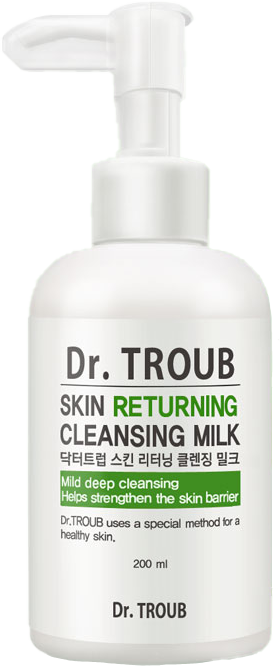 Dr. TROUB
SKIN RETURNING
CLEANSING MILK
닥터트럽 스킨 리터닝 클렌징 밀크
Mild deep cleansing
Helps strengthen the skin barrier
Dr.TROUB uses a special method for a
healthy skin.
200 ml
Dr. TROUB